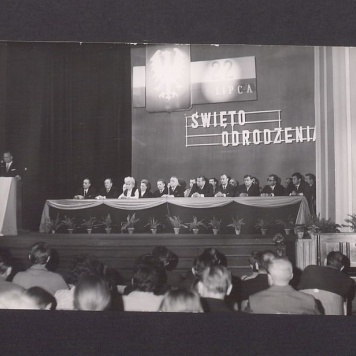 22
LIPCA
ŚWIĘTO
ODRODZENIA